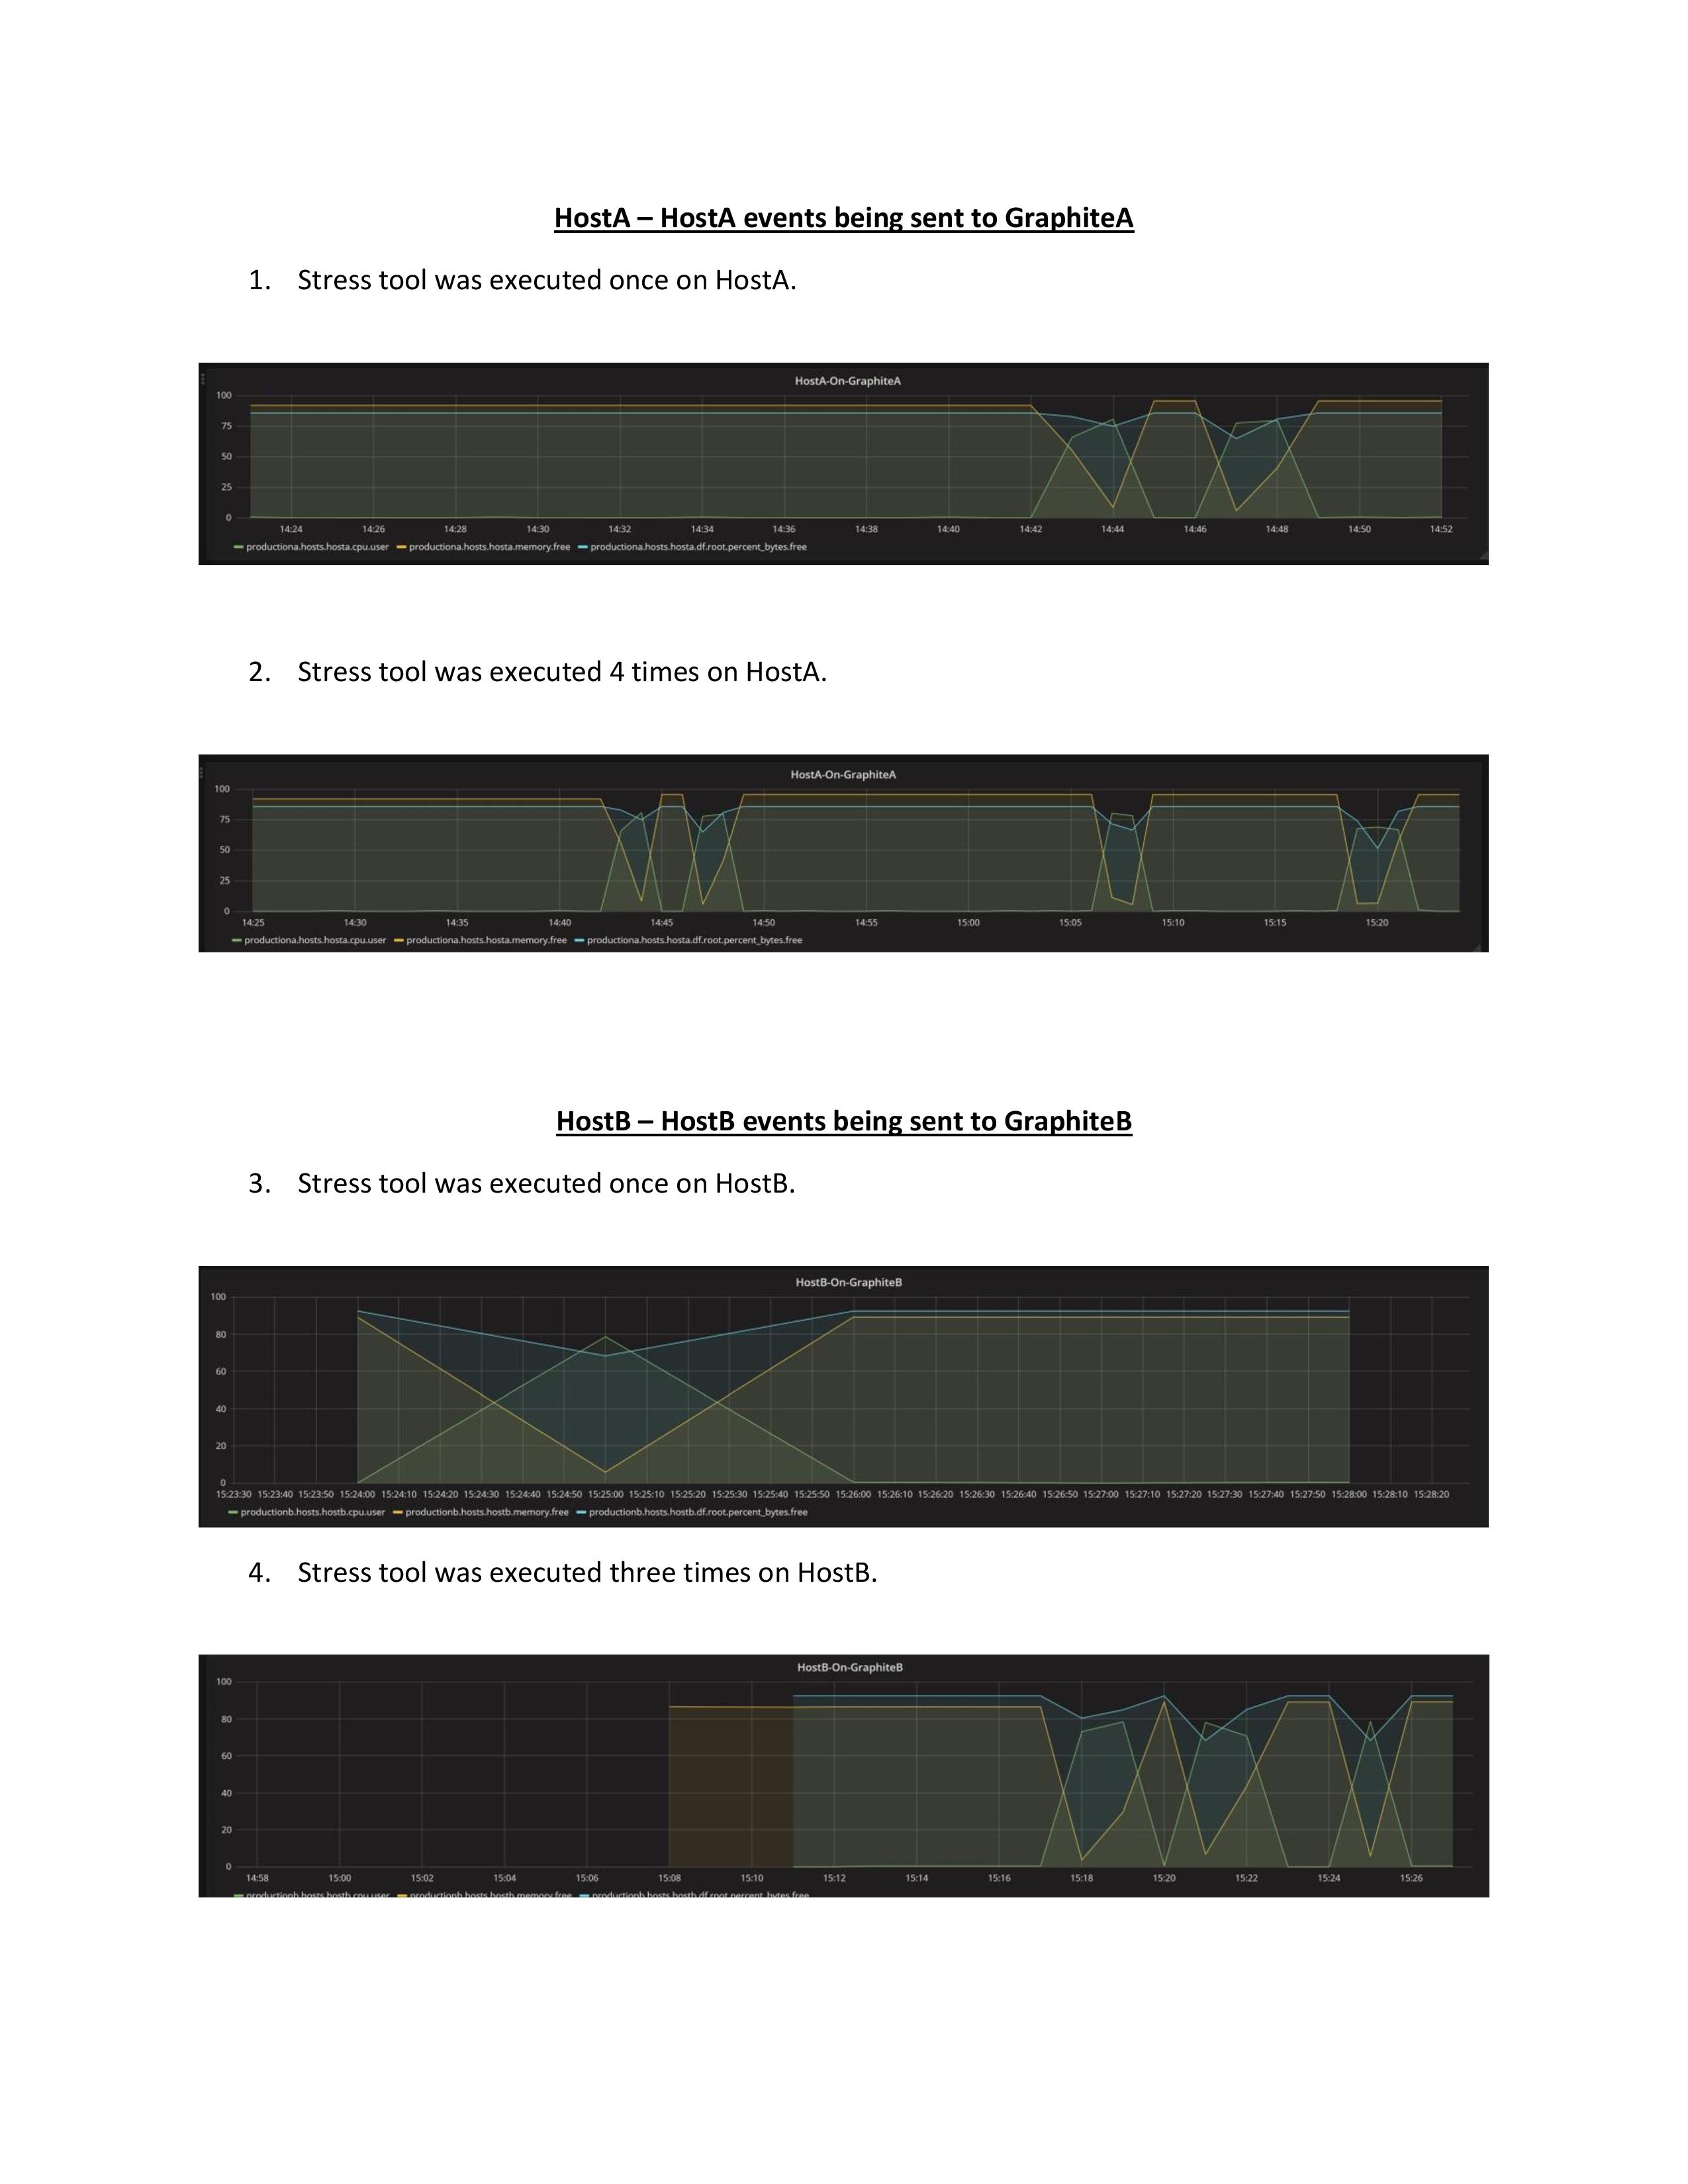 HostA – HostA events being sent to GraphiteA
1. Stress tool was executed once on HostA.
HostA-On-GraphiteA
100
75
50
25
0
14:24 14:26 14:28 14:30 14:32 14:34 14:36 14:38 14:40 14:42 14:44 14:46 14:48 14:50 14:52
productiona.hosts.hosta.cpu.user productiona.hosts.hosta.memory.free productiona.hosts.hosta.df.root.percent_bytes.free
2. Stress tool was executed 4 times on HostA.
HostA-On-GraphiteA
100
75
50
25
0
14:25 14:30 14:35 14:40 14:45 14:50 14:55 15:00 15:05 15:10 15:15 15:20
productiona.hosts.hosta.cpu.user productiona.hosts.hosta.memory.free productiona.hosts.hosta.df.root.percent_bytes.free
HostB – HostB events being sent to GraphiteB
3. Stress tool was executed once on HostB.
HostB-On-GraphiteB
100
80
60
40
20
0
15:23:30 15:23:40 15:23:50 15:24:00 15:24:10 15:24:20 15:24:30 15:24:40 15:24:50 15:25:00 15:25:10 15:25:20 15:25:30 15:25:40 15:25:50 15:26:00 15:26:10 15:26:20 15:26:30 15:26:40 15:26:50 15:27:00 15:27:10 15:27:20 15:27:30 15:27:40 15:27:50 15:28:00 15:28:10 15:28:20
productionb.hosts.hostb.cpu.user productionb.hosts.hostb.memory.free productionb.hosts.hostb.df.root.percent_bytes.free
4. Stress tool was executed three times on HostB.
HostB-On-GraphiteB
100
80
60
40
20
0
14:58 15:00 15:02 15:04 15:06 15:08 15:10 15:12 15:14 15:16 15:18 15:20 15:22 15:24 15:26
productionb.hosts.hostb.cpu.user productionb.hosts.hostb.memory.free productionb.hosts.hostb.df.root.percent_bytes.free